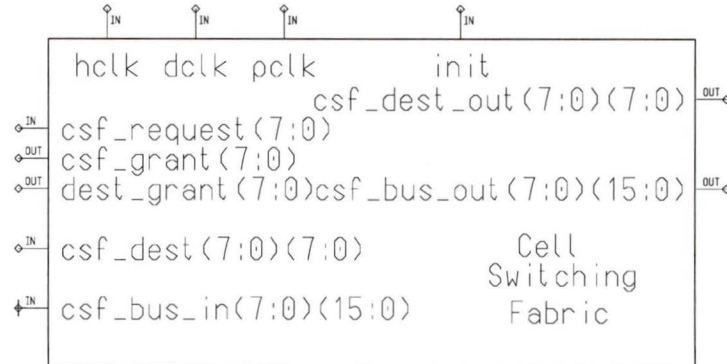 IN IN IN IN
hclk dclk pclk init
csf_dest_out(7:0)(7:0) OUT
IN csf_request(7:0)
OUT csf_grant(7:0)
OUT dest_grant(7:0)csf_bus_out(7:0)(15:0) OUT
IN csf_dest(7:0)(7:0) Cell
Switching
IN csf_bus_in(7:0)(15:0) Fabric